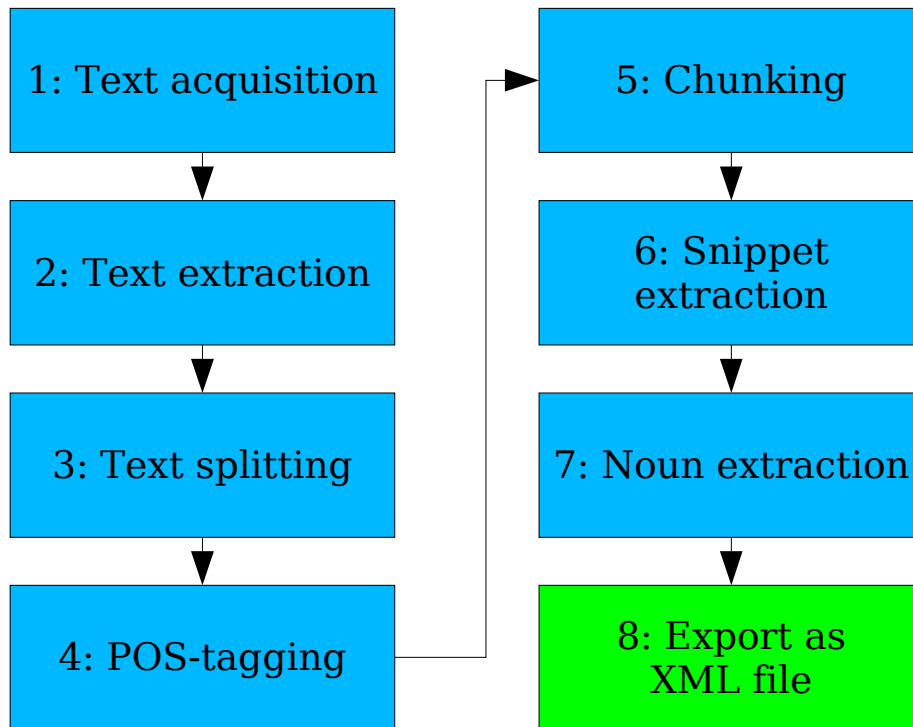 1: Text acquisition
2: Text extraction
3: Text splitting
4: POS-tagging
5: Chunking
6: Snippet
extraction
7: Noun extraction
8: Export as
XML file